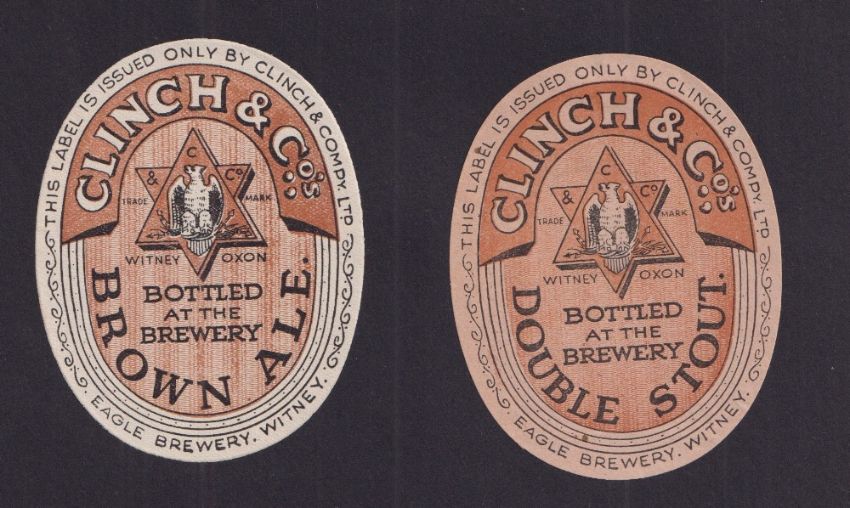 THIS LABEL IS ISSUED ONLY BY CLINCH & COMPY. LTD.
CLINCH & Cos.,
C
& Co
TRADE MARK
WITNEY OXON
BOTTLED
AT THE
BREWERY
BROWN ALE.
EAGLE BREWERY. WITNEY.
THIS LABEL IS ISSUED ONLY BY CLINCH & COMPY. LTD.
CLINCH & Cos.,
C
& Co
TRADE MARK
WITNEY OXON
BOTTLED
AT THE
BREWERY
DOUBLE STOUT.
EAGLE BREWERY. WITNEY.